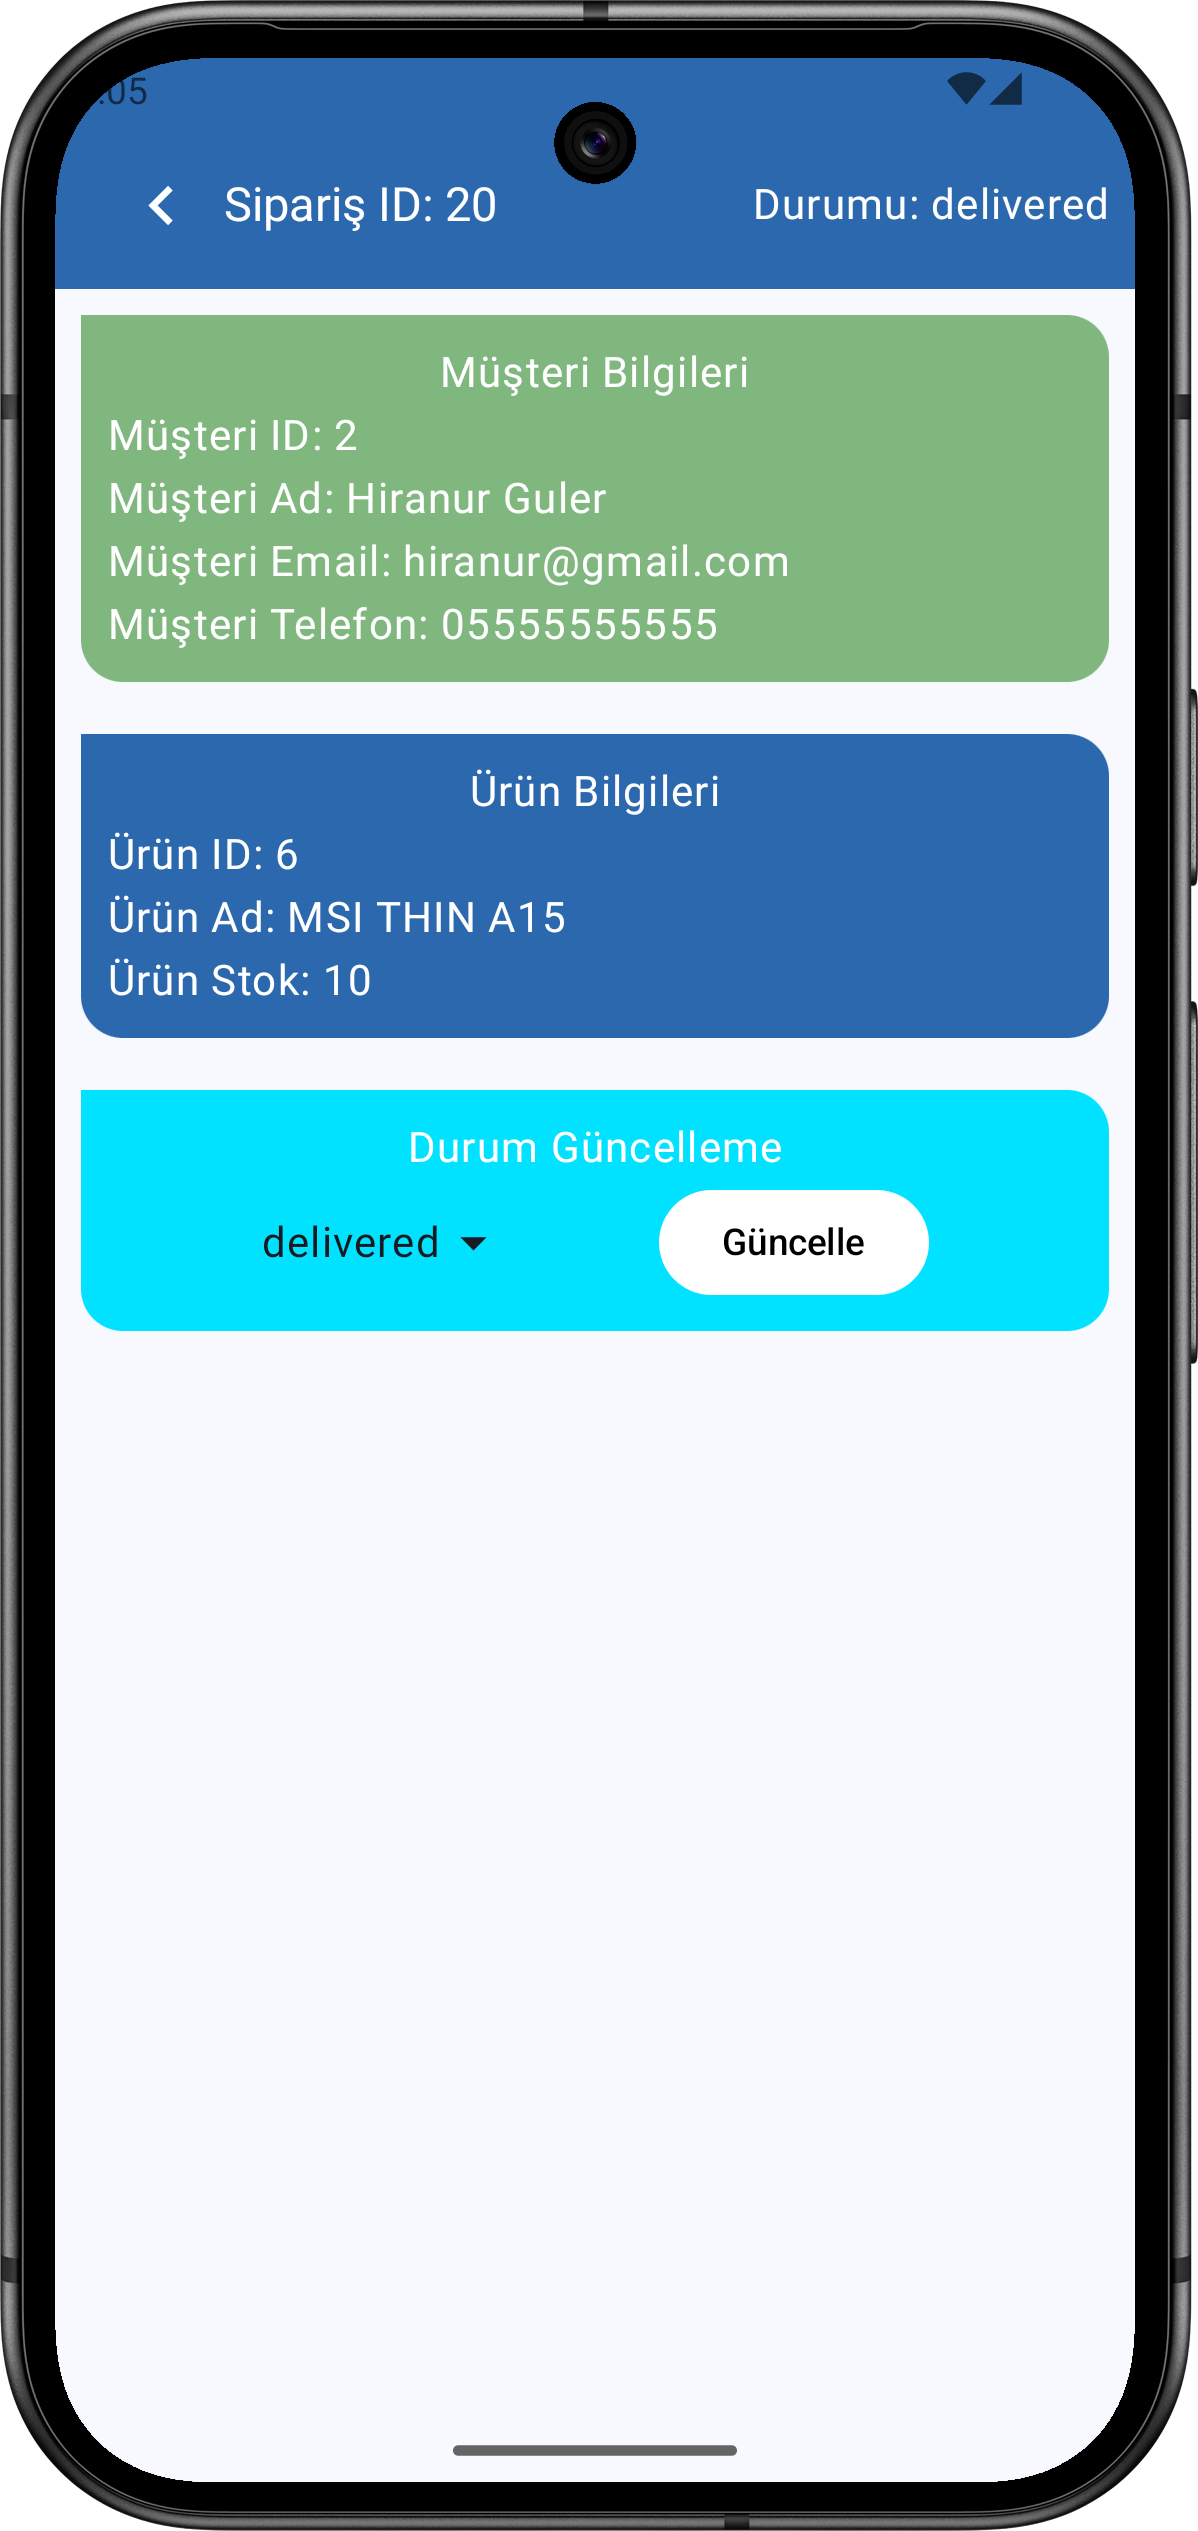 :05
Sipariş ID: 20
Durumu: delivered
Müşteri Bilgileri
Müşteri ID: 2
Müşteri Ad: Hiranur Guler
Müşteri Email: hiranur@gmail.com
Müşteri Telefon: 05555555555
Ürün Bilgileri
Ürün ID: 6
Ürün Ad: MSI THIN A15
Ürün Stok: 10
Durum Güncelleme
delivered
Güncelle